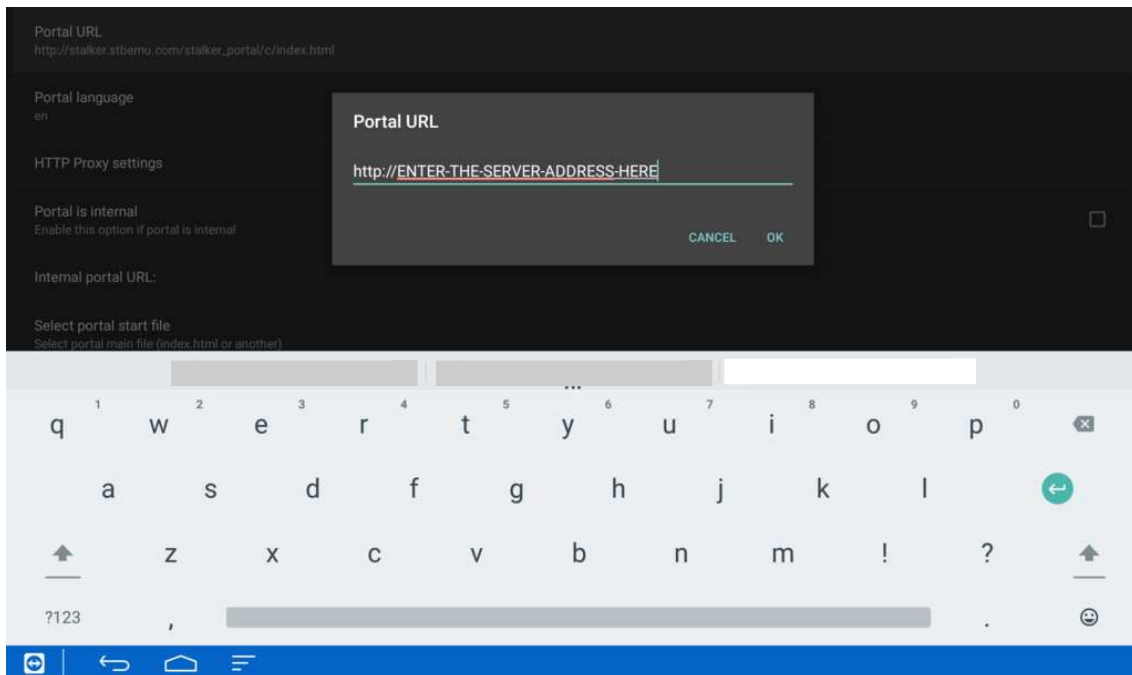 Portal URL
http://stalker.stbemu.com/stalker_portal/c/index.html
Portal language
en
HTTP Proxy settings
Portal is internal
Enable this option if portal is internal
Internal portal URL:
Select portal start file
Select portal main file (index.html or another)
Portal URL
http://ENTER-THE-SERVER-ADDRESS-HERE
CANCEL OK
q 1 w 2 e 3 r 4 t 5 y 6 u 7 i 8 o 9 p 0
a s d f g h j k l
z x c v b n m ! ?
?123 , .